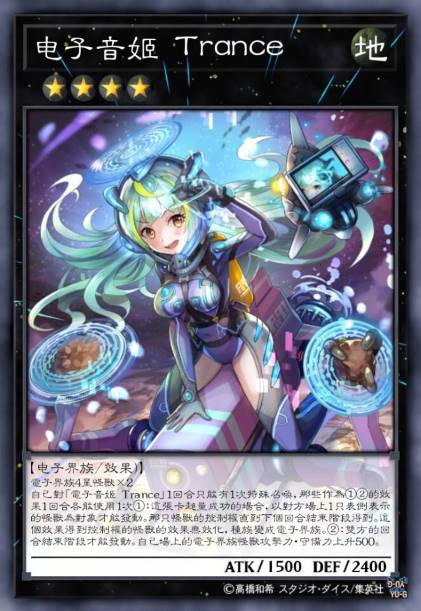 电子音姬 Trance
地
【电子界族/效果)】
電子界族4星怪獸×2
自己對「電子音姬 Trance」1回合只能有1次特殊召喚,那些作為①②的效
果1回合各能使用1次①:這張卡超量成功的場合,以對方場上1只表側表示
的怪獸為對象才能發動。那只怪獸的控制權直到下個回合結束階段得到。這
個效果得到控制權的怪獸的效果無效化,種族變成電子界族。②:雙方的回
合結束階段才能發動。自己場上的電子界族怪獸攻擊力·守備力上升500。
ATK/1500 DEF/2400
©高橋和希 スタジオ・ダイス/集英社